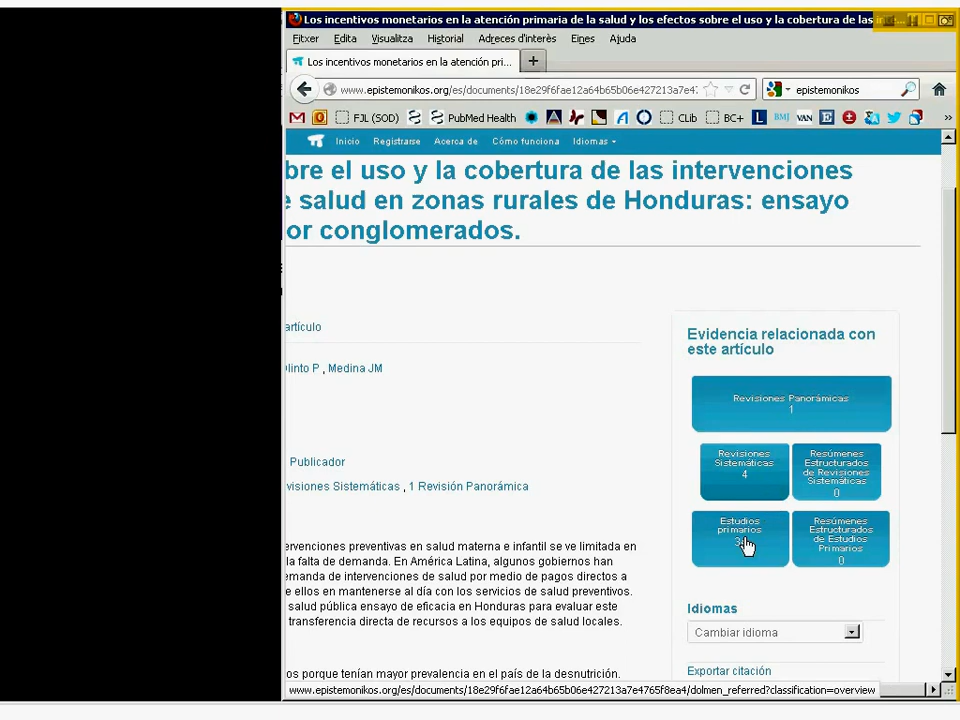 Los incentivos monetarios en la atención primaria de la salud y los efectos sobre el uso y la cobertura de las
Fitxer Edita Visualitza Historial Adreces d'interès Eines Ajuda
Los incentivos monetarios en la atención pri...
www.epistemonikos.org/es/documents/18e29f6fae12a64b65b06e427213a7e47
epistemonikos
FJL (SOD) PubMed Health CLib BC+ L BMJ VAN E
Inicio Registrarse Acerca de Cómo funciona Idiomas
bre el uso y la cobertura de las intervenciones
e salud en zonas rurales de Honduras: ensayo
or conglomerados.
artículo
Olinto P , Medina JM
Publicador
visiones Sistemáticas , 1 Revisión Panorámica
ervenciones preventivas en salud materna e infantil se ve limitada en
la falta de demanda. En América Latina, algunos gobiernos han
emanda de intervenciones de salud por medio de pagos directos a
e ellos en mantenerse al día con los servicios de salud preventivos.
salud pública ensayo de eficacia en Honduras para evaluar este
transferencia directa de recursos a los equipos de salud locales.
os porque tenían mayor prevalencia en el país de la desnutrición.
Evidencia relacionada con
este artículo
Revisiones Panorámicas
1
Revisiones
Sistemáticas
4
Resúmenes
Estructurados
de Revisiones
Sistemáticas
0
Estudios
primarios
Resúmenes
Estructurados
de Estudios
Primarios
0
Idiomas
Cambiar idioma
Exportar citación
www.epistemonikos.org/es/documents/18e29f6fae12a64b65b06e427213a7e4765f8ea4/dolmen_referred?classification=overview